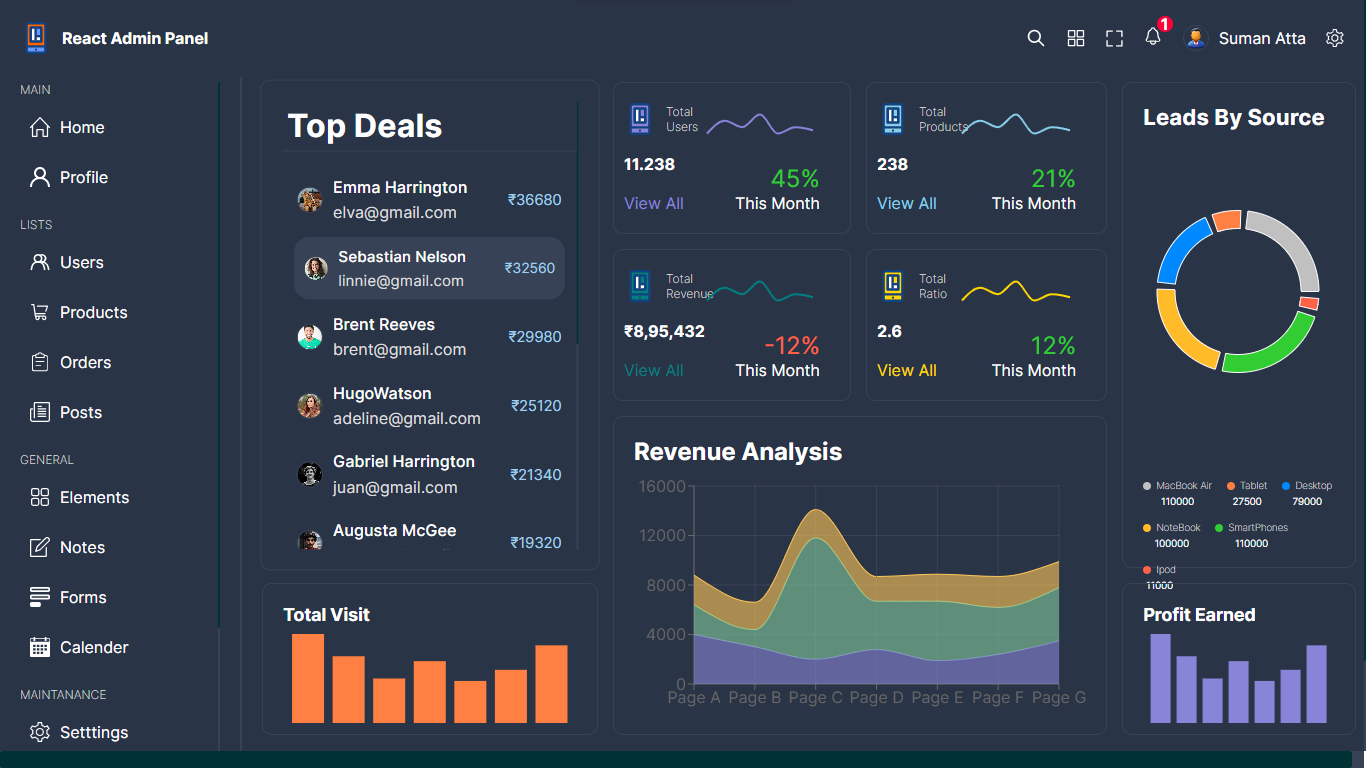 React Admin Panel
1
Suman Atta
MAIN
Home
Profile
LISTS
Users
Products
Orders
Posts
GENERAL
Elements
Notes
Forms
Calender
MAINTANANCE
Setttings
Top Deals
Emma Harrington
elva@gmail.com
₹36680
Sebastian Nelson
linnie@gmail.com
₹32560
Brent Reeves
brent@gmail.com
₹29980
HugoWatson
adeline@gmail.com
₹25120
Gabriel Harrington
juan@gmail.com
₹21340
Augusta McGee
₹19320
Total Visit
Total
Users
11.238
45%
View All
This Month
Total
Products
238
21%
View All
This Month
Total
Revenue
₹8,95,432
-12%
View All
This Month
Total
Ratio
2.6
12%
View All
This Month
Revenue Analysis
16000
12000
8000
4000
0
Page A Page B Page C Page D Page E Page F Page G
Leads By Source
MacBook Air
110000
Tablet
27500
Desktop
79000
NoteBook
100000
SmartPhones
110000
Ipod
11000
Profit Earned